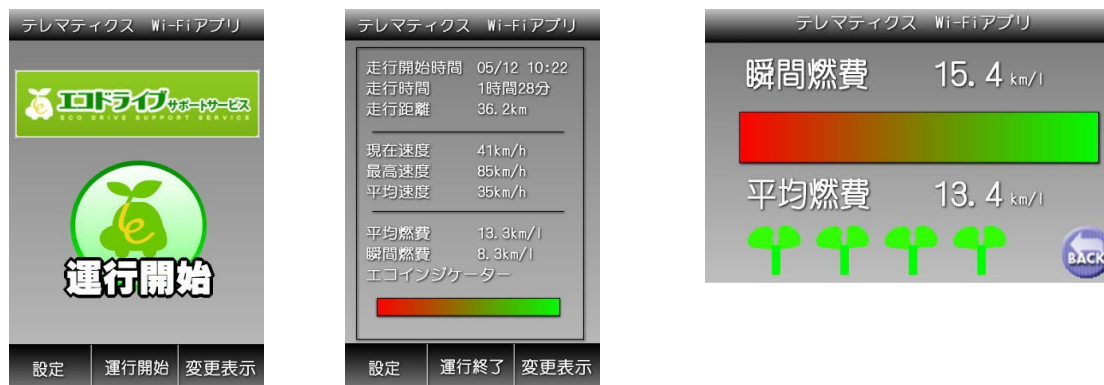 テレマティクス Wi-Fiアプリ
エコドライブサポートサービス
ECO DRIVE SUPPORT SERVICE
e
運行開始
設定 運行開始 変更表示
テレマティクス Wi-Fiアプリ
走行開始時間 05/12 10:22
走行時間 1時間28分
走行距離 36.2km
現在速度 41km/h
最高速度 85km/h
平均速度 35km/h
平均燃費 13.3km/l
瞬間燃費 8.3km/l
エコインジケーター
設定 運行終了 変更表示
テレマティクス Wi-Fiアプリ
瞬間燃費 15.4 km/l
平均燃費 13.4 km/l
BACK